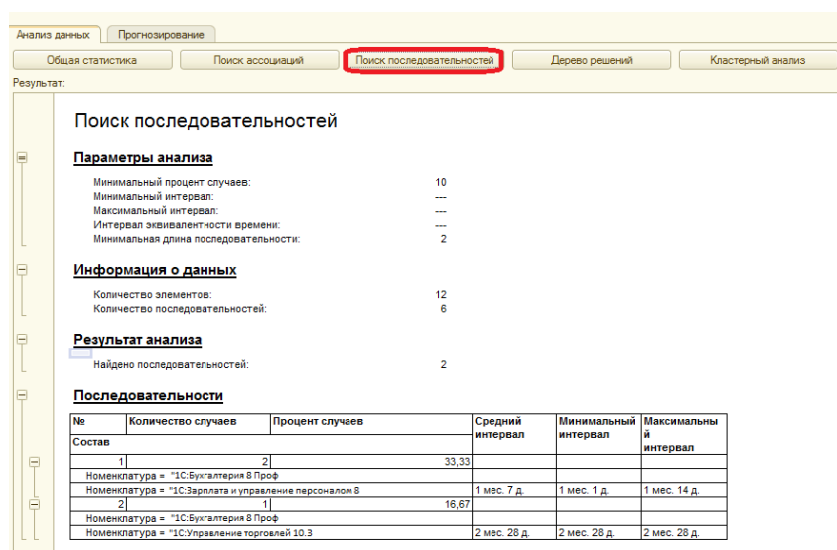 Анализ данных Прогнозирование
Общая статистика Поиск ассоциаций Поиск последовательностей Дерево решений Кластерный анализ
Результат:
Поиск последовательностей
Параметры анализа
Минимальный процент случаев: 10
Минимальный интервал: ---
Максимальный интервал: ---
Интервал эквивалентности времени: ---
Минимальная длина последовательности: 2
Информация о данных
Количество элементов: 12
Количество последовательностей: 6
Результат анализа
Найдено последовательностей: 2
Последовательности
№ Количество случаев Процент случаев Средний интервал Минимальный интервал Максимальны й интервал
Состав
1 2 33,33
Номенклатура = "1С:Бухгалтерия 8 Проф
Номенклатура = "1С:Зарплата и управление персоналом 8 1 мес. 7 д. 1 мес. 1 д. 1 мес. 14 д.
2 1 16,67
Номенклатура = "1С:Бухгалтерия 8 Проф
Номенклатура = "1С:Управление торговлей 10.3 2 мес. 28 д. 2 мес. 28 д. 2 мес. 28 д.